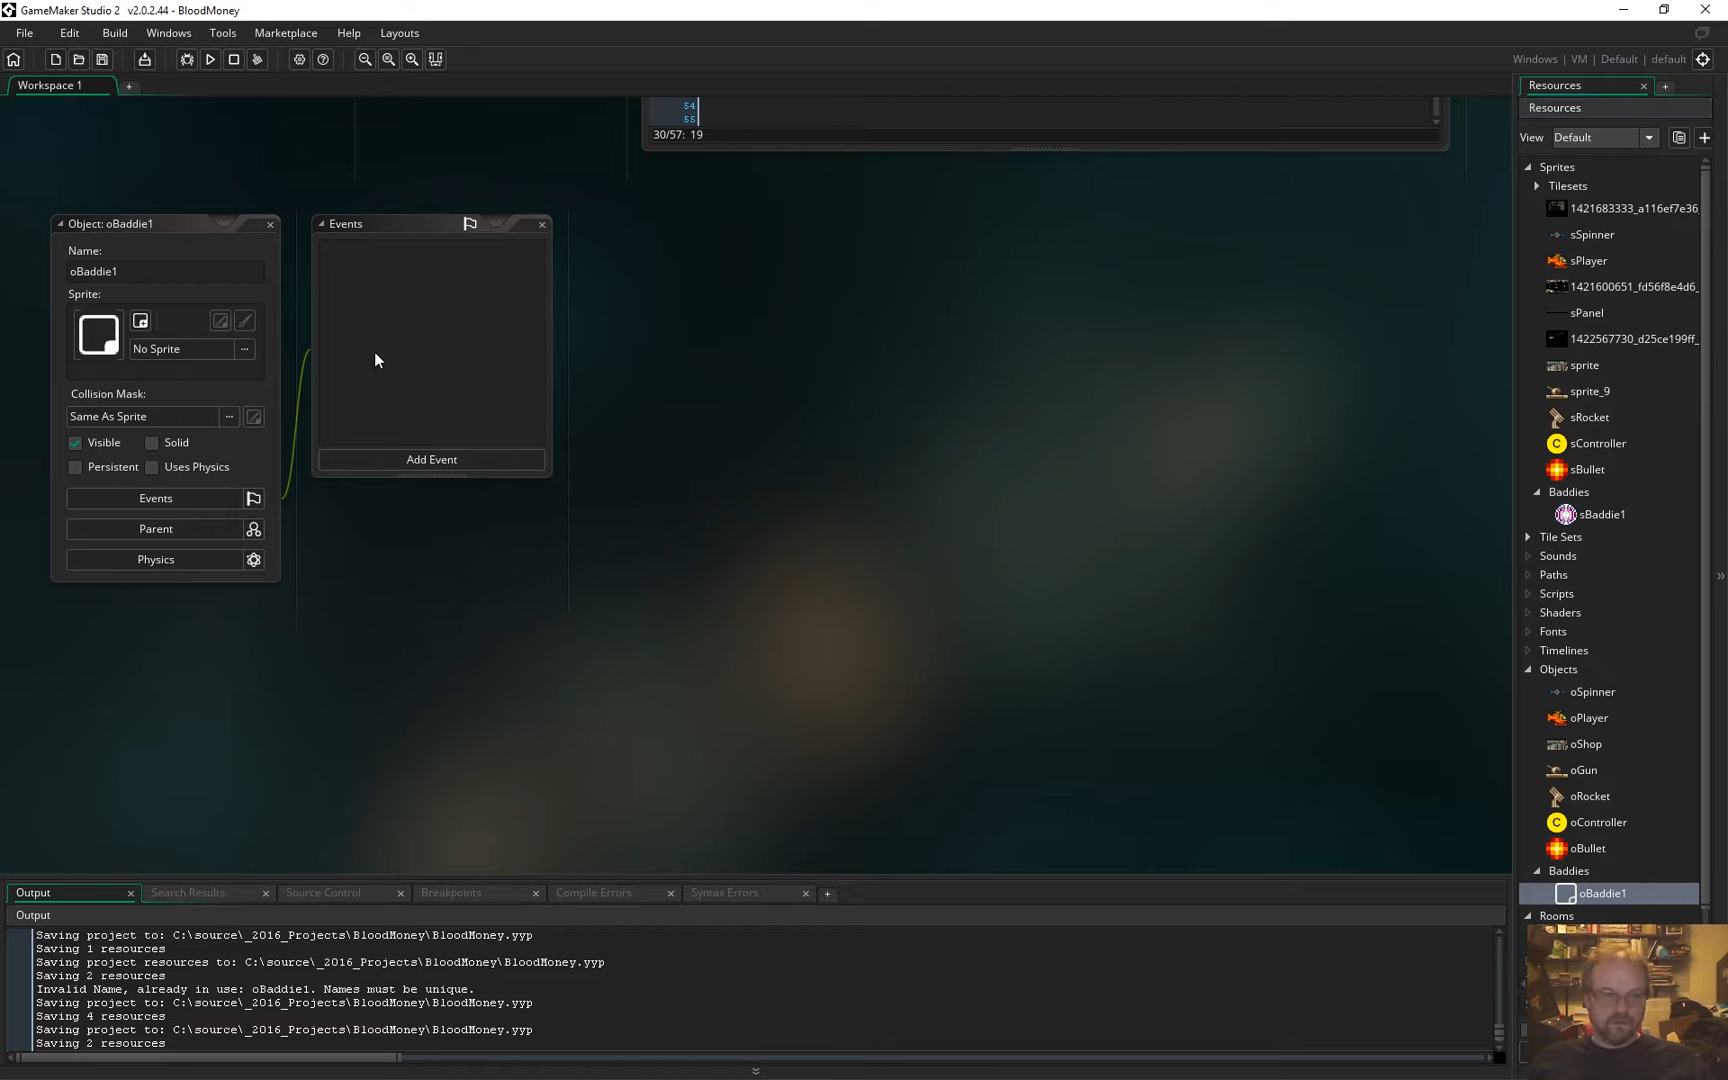 GameMaker Studio 2 v2.0.2.44 - BloodMoney
File Edit Build Windows Tools Marketplace Help Layouts
Windows | VM | Default | default
Workspace 1
Resources
Resources
View Default
Sprites
Tilesets
1421683333_a116ef7e36_
sSpinner
sPlayer
1421600651_fd56f8e4d6_
sPanel
1422567730_d25ce199ff_
sprite
sprite_9
sRocket
sController
sBullet
Baddies
sBaddie1
Tile Sets
Sounds
Paths
Scripts
Shaders
Fonts
Timelines
Objects
oSpinner
oPlayer
oShop
oGun
oRocket
oController
oBullet
Baddies
oBaddie1
Rooms
54
55
30/57: 19
Object: oBaddie1
Name:
oBaddie1
Sprite:
No Sprite
Collision Mask:
Same As Sprite
Visible Solid
Persistent Uses Physics
Events
Parent
Physics
Events
Add Event
Output Search Results Source Control Breakpoints Compile Errors Syntax Errors
Output
Saving project to: C:\source\_2016_Projects\BloodMoney\BloodMoney.yyp
Saving 1 resources
Saving project resources to: C:\source\_2016_Projects\BloodMoney\BloodMoney.yyp
Saving 2 resources
Invalid Name, already in use: oBaddie1. Names must be unique.
Saving project to: C:\source\_2016_Projects\BloodMoney\BloodMoney.yyp
Saving 4 resources
Saving project to: C:\source\_2016_Projects\BloodMoney\BloodMoney.yyp
Saving 2 resources